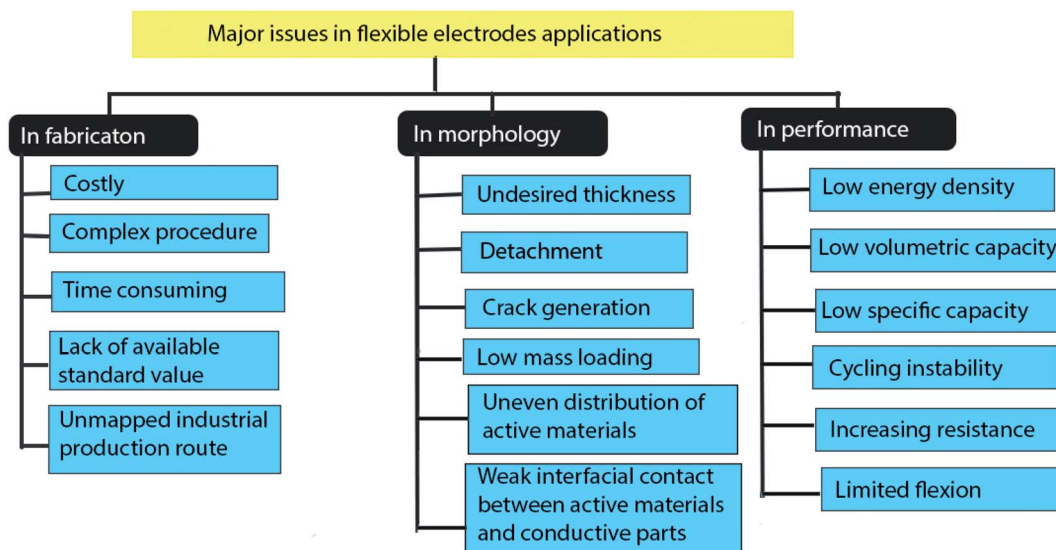 Major issues in flexible electrodes applications
In fabricaton
Costly
Complex procedure
Time consuming
Lack of available
standard value
Unmapped industrial
production route
In morphology
Undesired thickness
Detachment
Crack generation
Low mass loading
Uneven distribution of
active materials
Weak interfacial contact
between active materials
and conductive parts
In performance
Low energy density
Low volumetric capacity
Low specific capacity
Cycling instability
Increasing resistance
Limited flexion